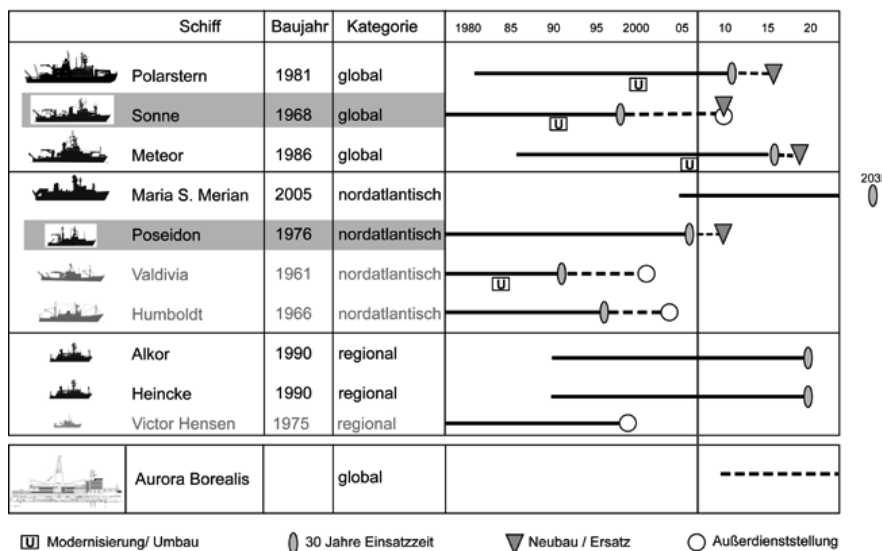 Schiff Baujahr Kategorie 1980 85 90 95 2000 05 10 15 20
Polarstern 1981 global
U
Sonne 1968 global
U
Meteor 1986 global
U
Maria S. Merian 2005 nordatlantisch
2035
Poseidon 1976 nordatlantisch
Valdivia 1961 nordatlantisch
U
Humboldt 1966 nordatlantisch
Alkor 1990 regional
Heincke 1990 regional
Victor Hensen 1975 regional
Aurora Borealis global
U Modernisierung/ Umbau 30 Jahre Einsatzzeit Neubau / Ersatz Außerdienststellung